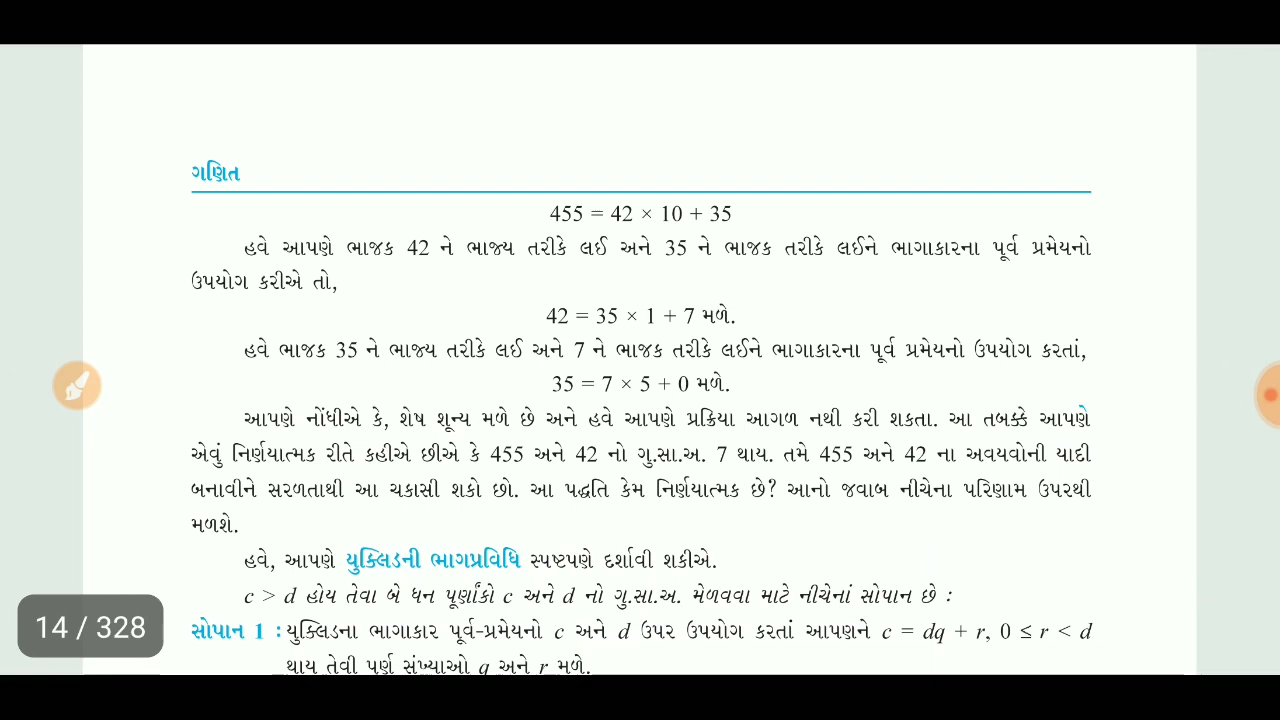 ગણિત
455 = 42 × 10 + 35
હવે આપણે ભાજક 42 ને ભાજ્ય તરીકે લઈ અને 35 ને ભાજક તરીકે લઈને ભાગાકારના પૂર્વ પ્રમેયનો
ઉપયોગ કરીએ તો,
42 = 35 × 1 + 7 મળે.
હવે ભાજક 35 ને ભાજ્ય તરીકે લઈ અને 7 ને ભાજક તરીકે લઈને ભાગાકારના પૂર્વ પ્રમેયનો ઉપયોગ કરતાં,
35 = 7 × 5 + 0 મળે.
આપણે નોંધીએ કે, શેષ શૂન્ય મળે છે અને હવે આપણે પ્રક્રિયા આગળ નથી કરી શકતા. આ તબક્કે આપણે
એવું નિર્ણયાત્મક રીતે કહીએ છીએ કે 455 અને 42 નો ગુ.સા.અ. 7 થાય. તમે 455 અને 42 ના અવયવોની યાદી
બનાવીને સરળતાથી આ ચકાસી શકો છો. આ પદ્ધતિ કેમ નિર્ણયાત્મક છે? આનો જવાબ નીચેના પરિણામ ઉપરથી
મળશે.
હવે, આપણે યુક્લિડની ભાગપ્રવિધિ સ્પષ્ટપણે દર્શાવી શકીએ.
c > d હોય તેવા બે ધન પૂર્ણાંકો c અને d નો ગુ.સા.અ. મેળવવા માટે નીચેનાં સોપાન છે :
સોપાન 1 : યુક્લિડના ભાગાકાર પૂર્વ-પ્રમેયનો c અને d ઉપર ઉપયોગ કરતાં આપણને c = dq + r, 0 ≤ r < d
થાય તેવી પર્ણ સંખ્યાઓ q અને r મળે.
14 / 328